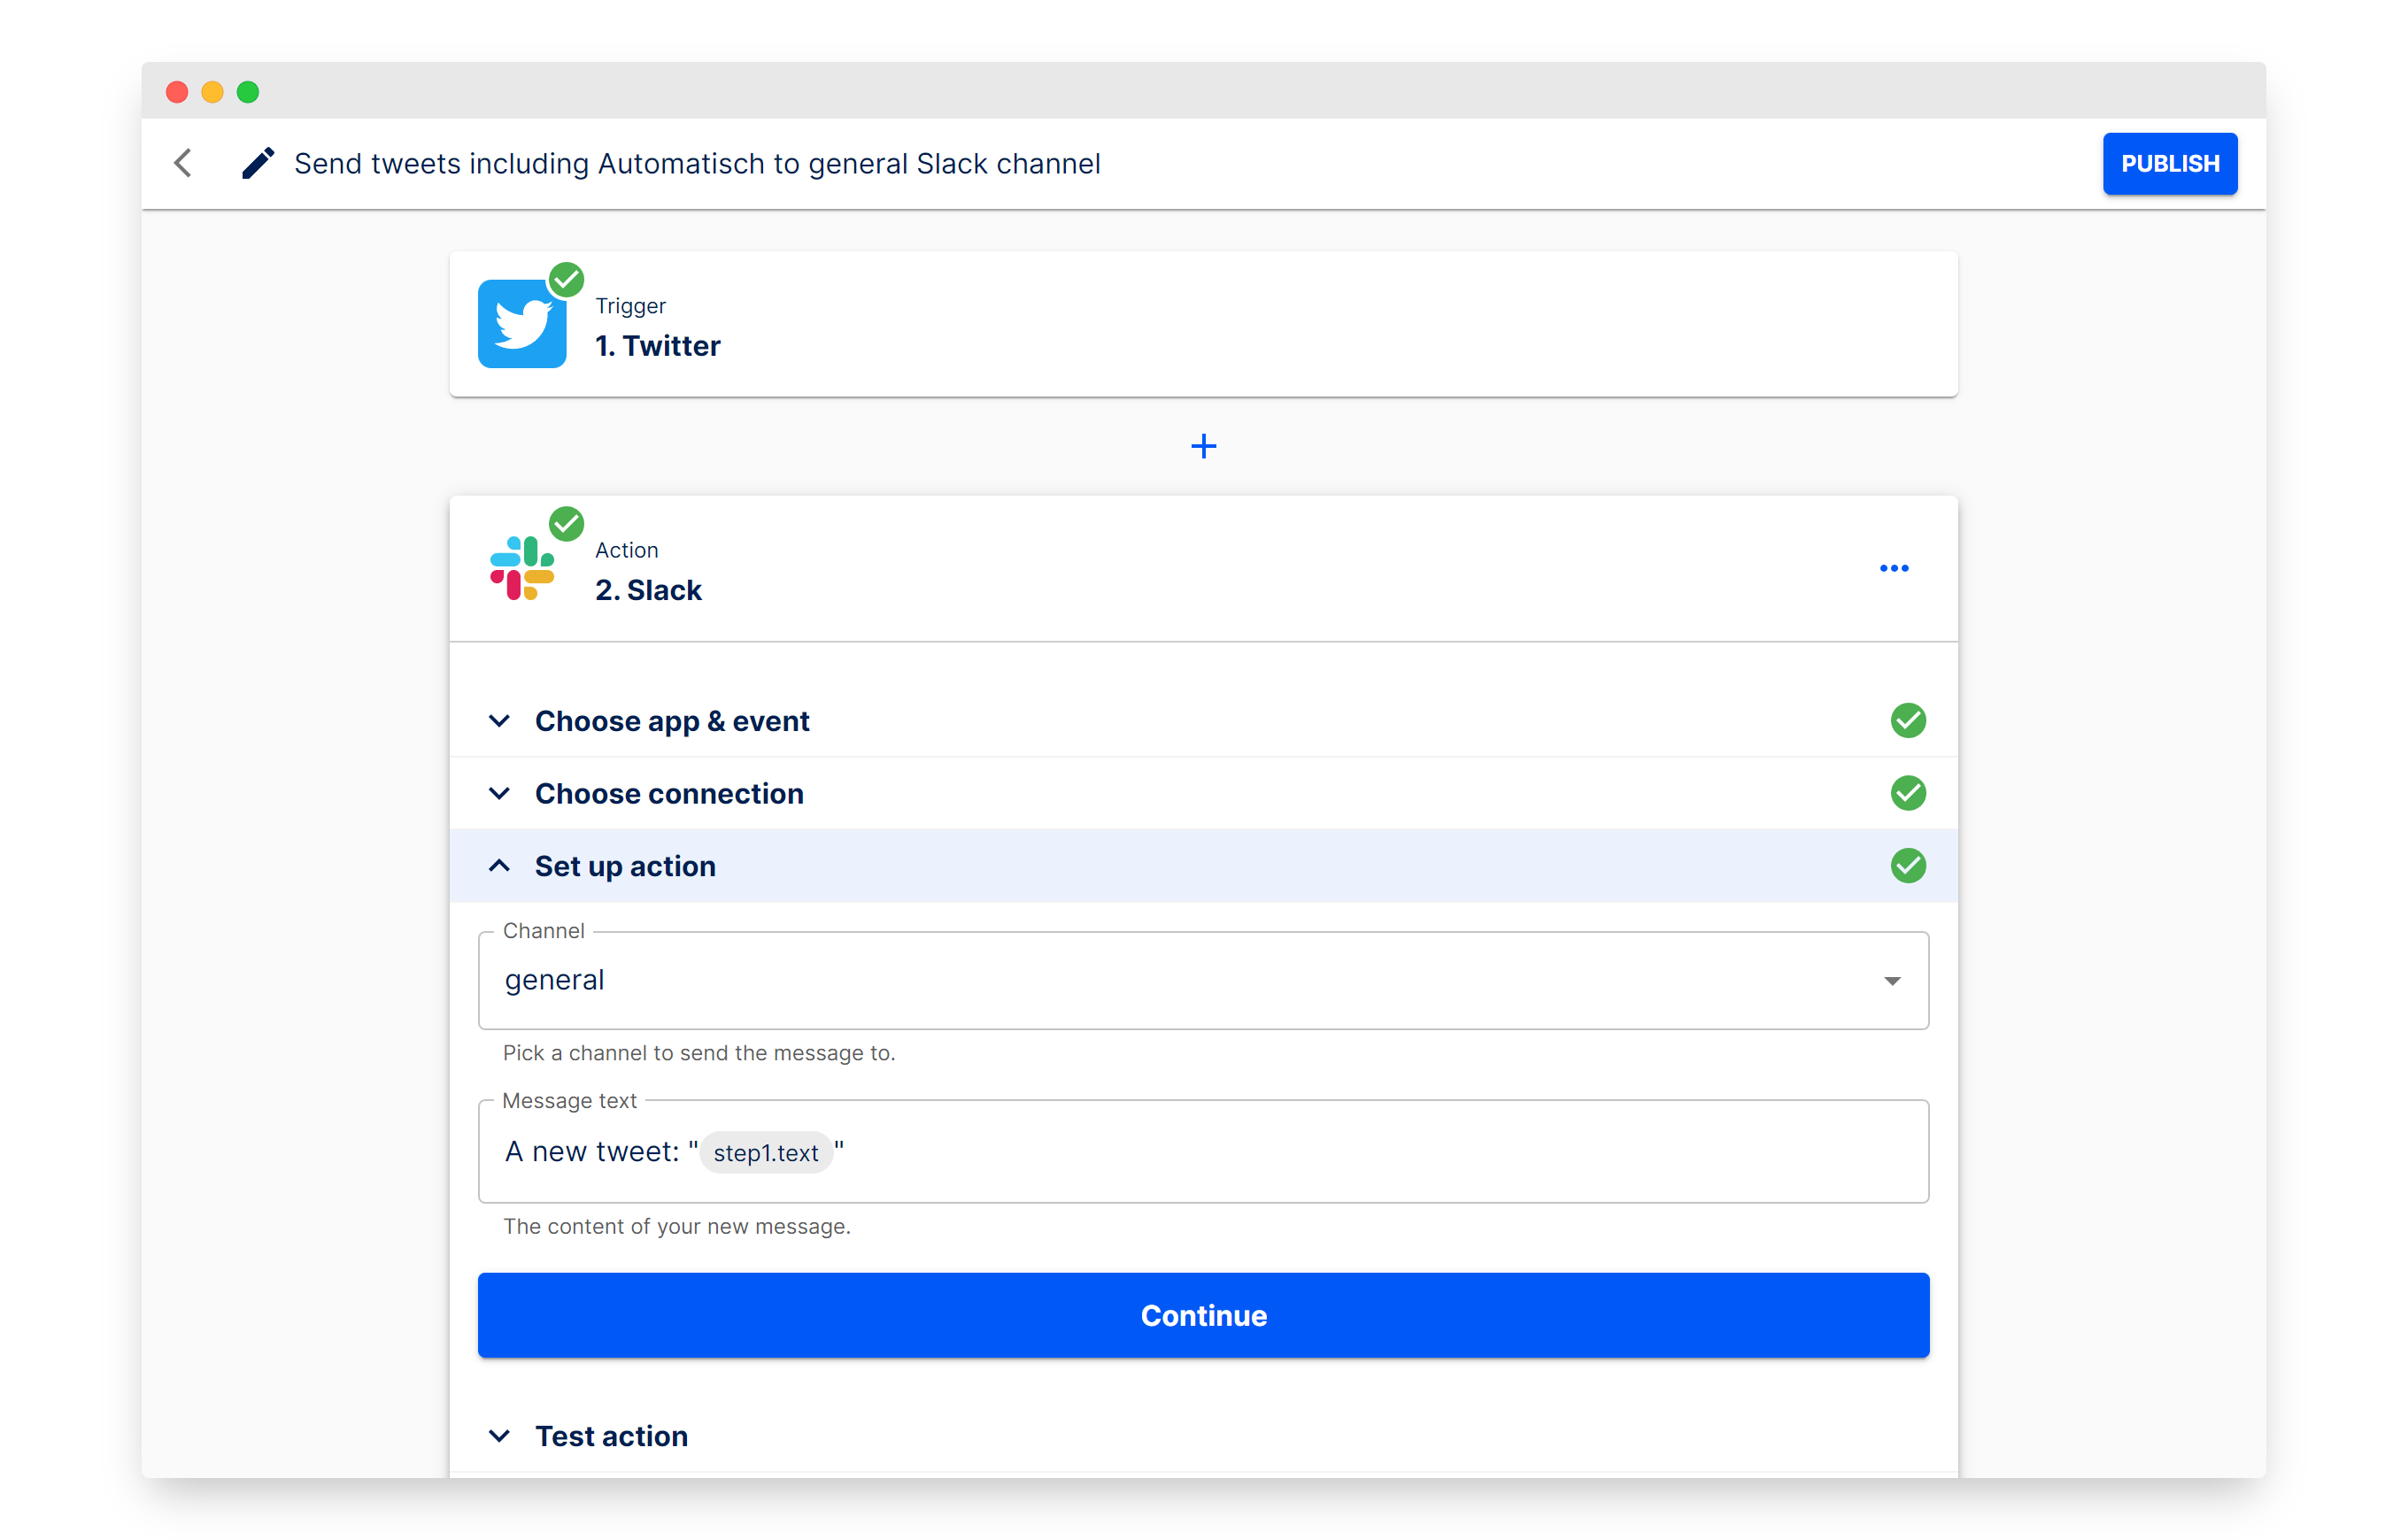 Send tweets including Automatisch to general Slack channel
PUBLISH
Trigger
1. Twitter
Action
2. Slack
Choose app & event
Choose connection
Set up action
Channel
general
Pick a channel to send the message to.
Message text
A new tweet: "step1.text"
The content of your new message.
Continue
Test action